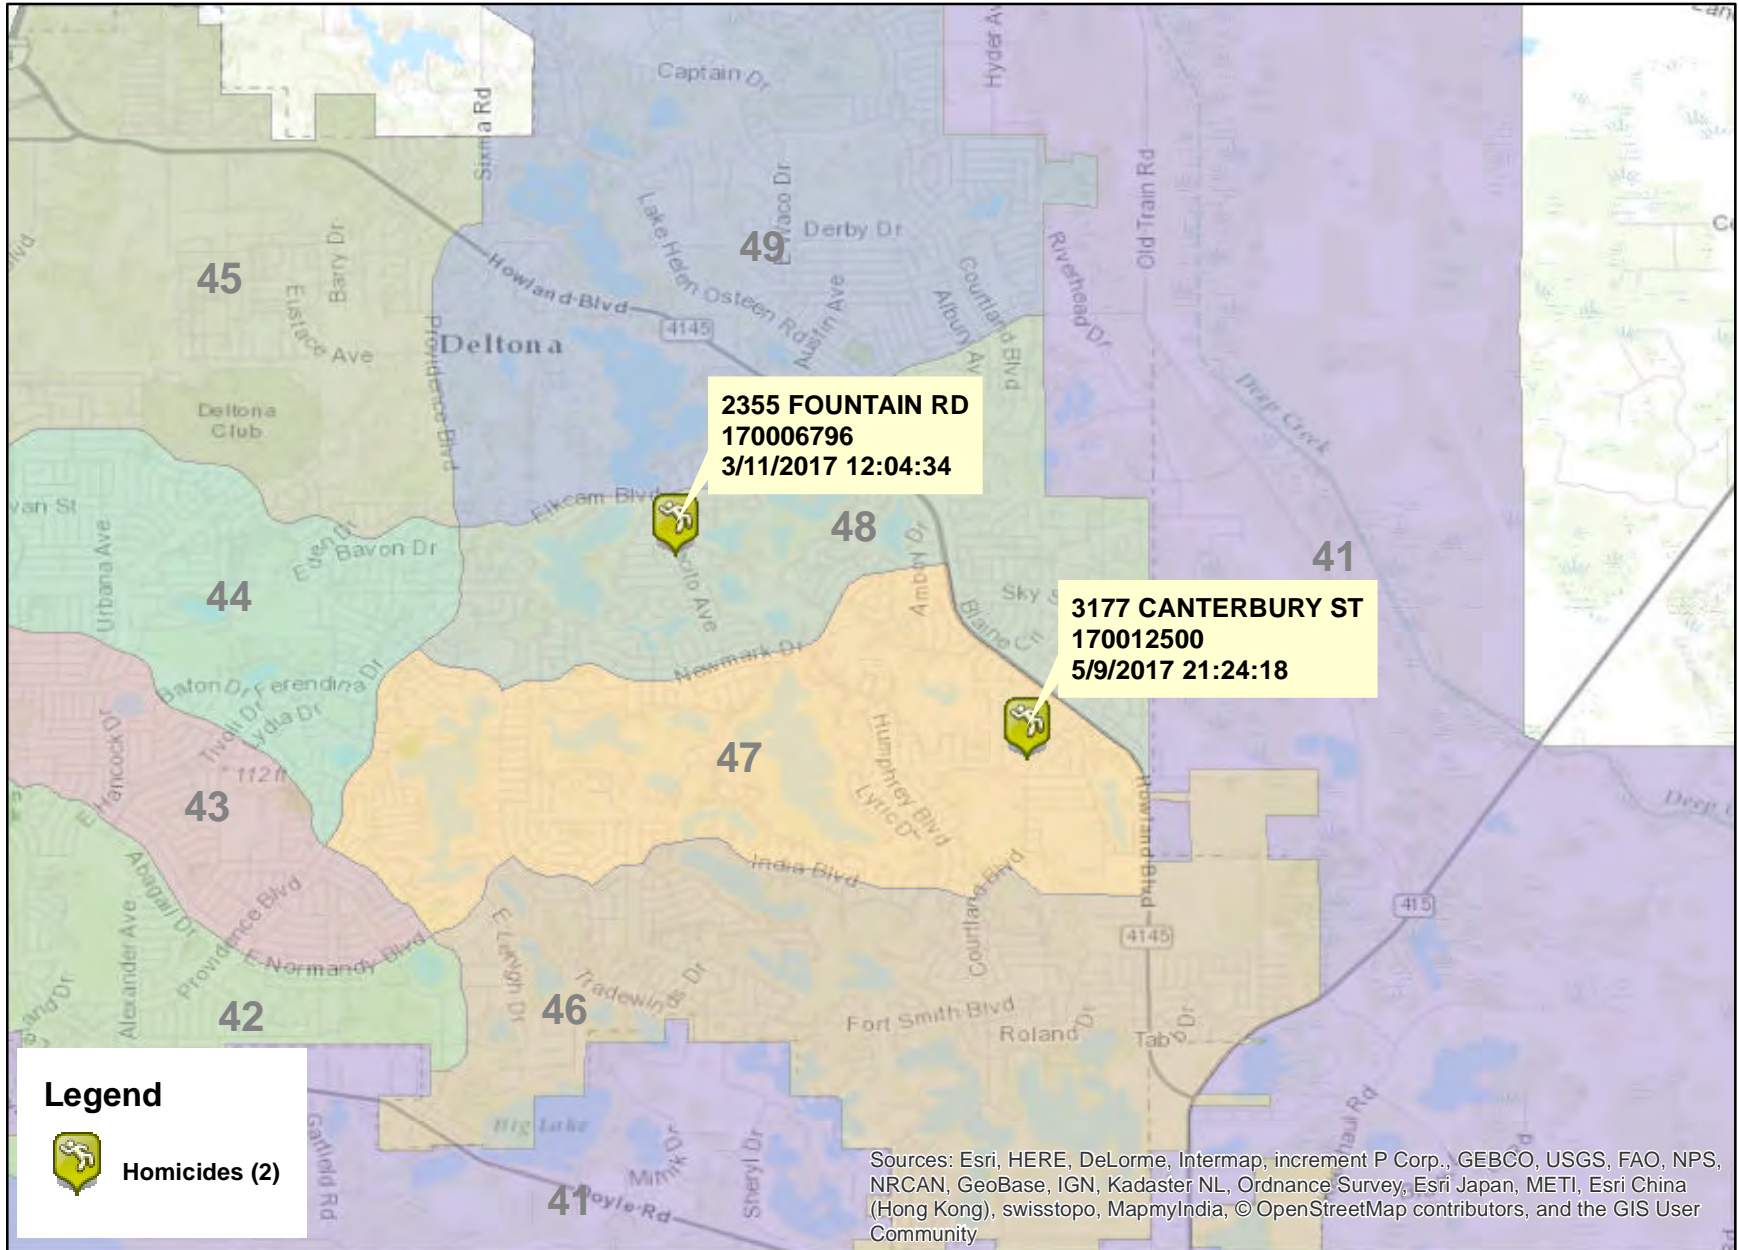 Captain Dr
Hyder Av
Sixma Rd
Old Train Rd
Barry Dr
Derby Dr
49
45
Lake Helen Osteen Rd
Riverhead Dr
Courtland Blvd
Albury Av
Eustace Ave
Howland Blvd
4145
Austin Ave
Deltona
Providence Blvd
Deep Creek
Deltona
Club
2355 FOUNTAIN RD
170006796
3/11/2017 12:04:34
Elkcam Blvd
van St
48
Urbana Ave
Eden Dr
Bavon Dr
41
44
Amboy Dr
Blaine Cir
Sky S
3177 CANTERBURY ST
170012500
5/9/2017 21:24:18
Newmark Dr
Baton Dr
Ferendina Dr
Tivoli Dr
Lydia Dr
112 ft
E Hancock Dr
43
47
Humphrey Blvd
Lyric Dr
Howland Blvd
Deep C
India Blvd
Courtland Blvd
415
4145
Abagail Dr
Alexander Ave
Providence Blvd
E Normandy Blvd
E Lehigh Dr
Tradewinds Dr
42
46
Fort Smith Blvd
Roland Dr
Tab
Dr
Legend
Homicides (2)
Garfield Rd
Big Lake
Mimik Dr
Sheryl Dr
41
Doyle Rd
Sources: Esri, HERE, DeLorme, Intermap, increment P Corp., GEBCO, USGS, FAO, NPS,
NRCAN, GeoBase, IGN, Kadaster NL, Ordnance Survey, Esri Japan, METI, Esri China
(Hong Kong), swisstopo, MapmyIndia, © OpenStreetMap contributors, and the GIS User
Community